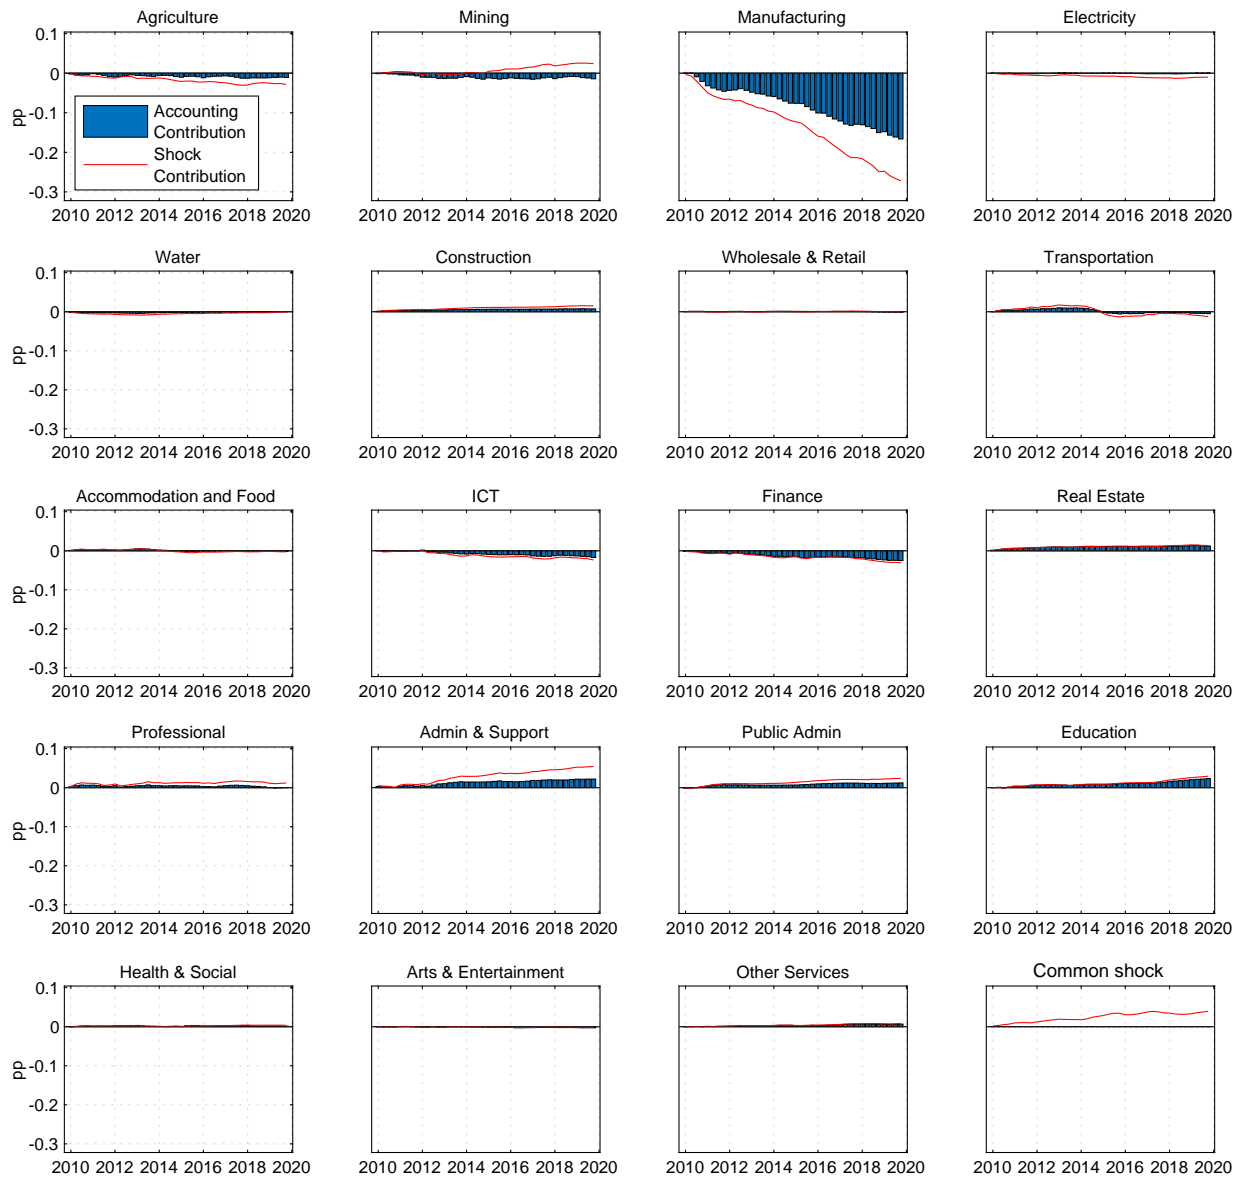 Agriculture
Mining
Manufacturing
Electricity
0.1
0
-0.1
-0.2
-0.3
pp
Accounting
Contribution
Shock
Contribution
2010 2012 2014 2016 2018 2020
2010 2012 2014 2016 2018 2020
2010 2012 2014 2016 2018 2020
2010 2012 2014 2016 2018 2020
Water
Construction
Wholesale & Retail
Transportation
0.1
0
-0.1
-0.2
-0.3
pp
2010 2012 2014 2016 2018 2020
2010 2012 2014 2016 2018 2020
2010 2012 2014 2016 2018 2020
2010 2012 2014 2016 2018 2020
Accommodation and Food
ICT
Finance
Real Estate
0.1
0
-0.1
-0.2
-0.3
pp
2010 2012 2014 2016 2018 2020
2010 2012 2014 2016 2018 2020
2010 2012 2014 2016 2018 2020
2010 2012 2014 2016 2018 2020
Professional
Admin & Support
Public Admin
Education
0.1
0
-0.1
-0.2
-0.3
pp
2010 2012 2014 2016 2018 2020
2010 2012 2014 2016 2018 2020
2010 2012 2014 2016 2018 2020
2010 2012 2014 2016 2018 2020
Health & Social
Arts & Entertainment
Other Services
Common shock
0.1
0
-0.1
-0.2
-0.3
pp
2010 2012 2014 2016 2018 2020
2010 2012 2014 2016 2018 2020
2010 2012 2014 2016 2018 2020
2010 2012 2014 2016 2018 2020